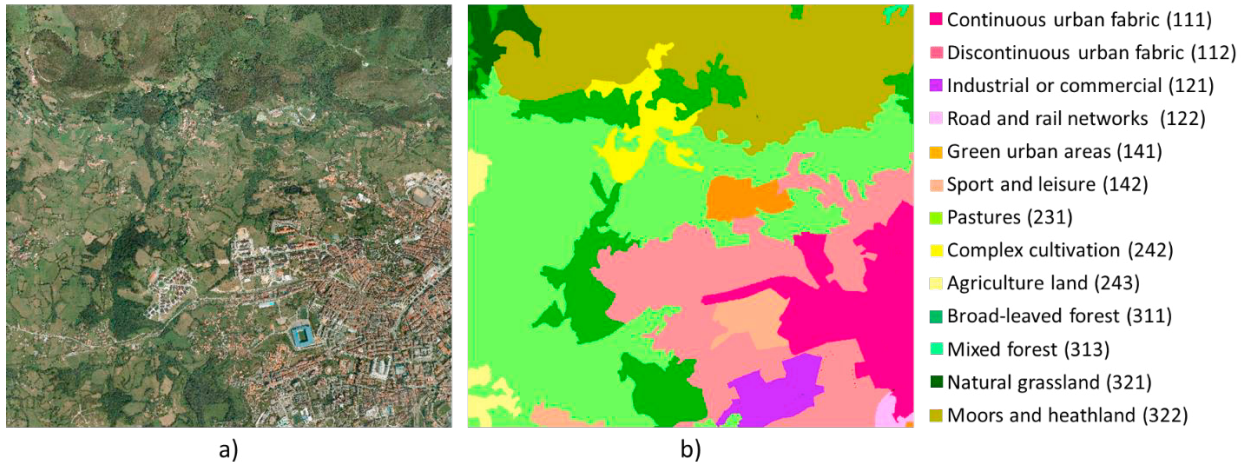 Continuous urban fabric (111)
Discontinuous urban fabric (112)
Industrial or commercial (121)
Road and rail networks (122)
Green urban areas (141)
Sport and leisure (142)
Pastures (231)
Complex cultivation (242)
Agriculture land (243)
Broad-leaved forest (311)
Mixed forest (313)
Natural grassland (321)
Moors and heathland (322)
a)
b)